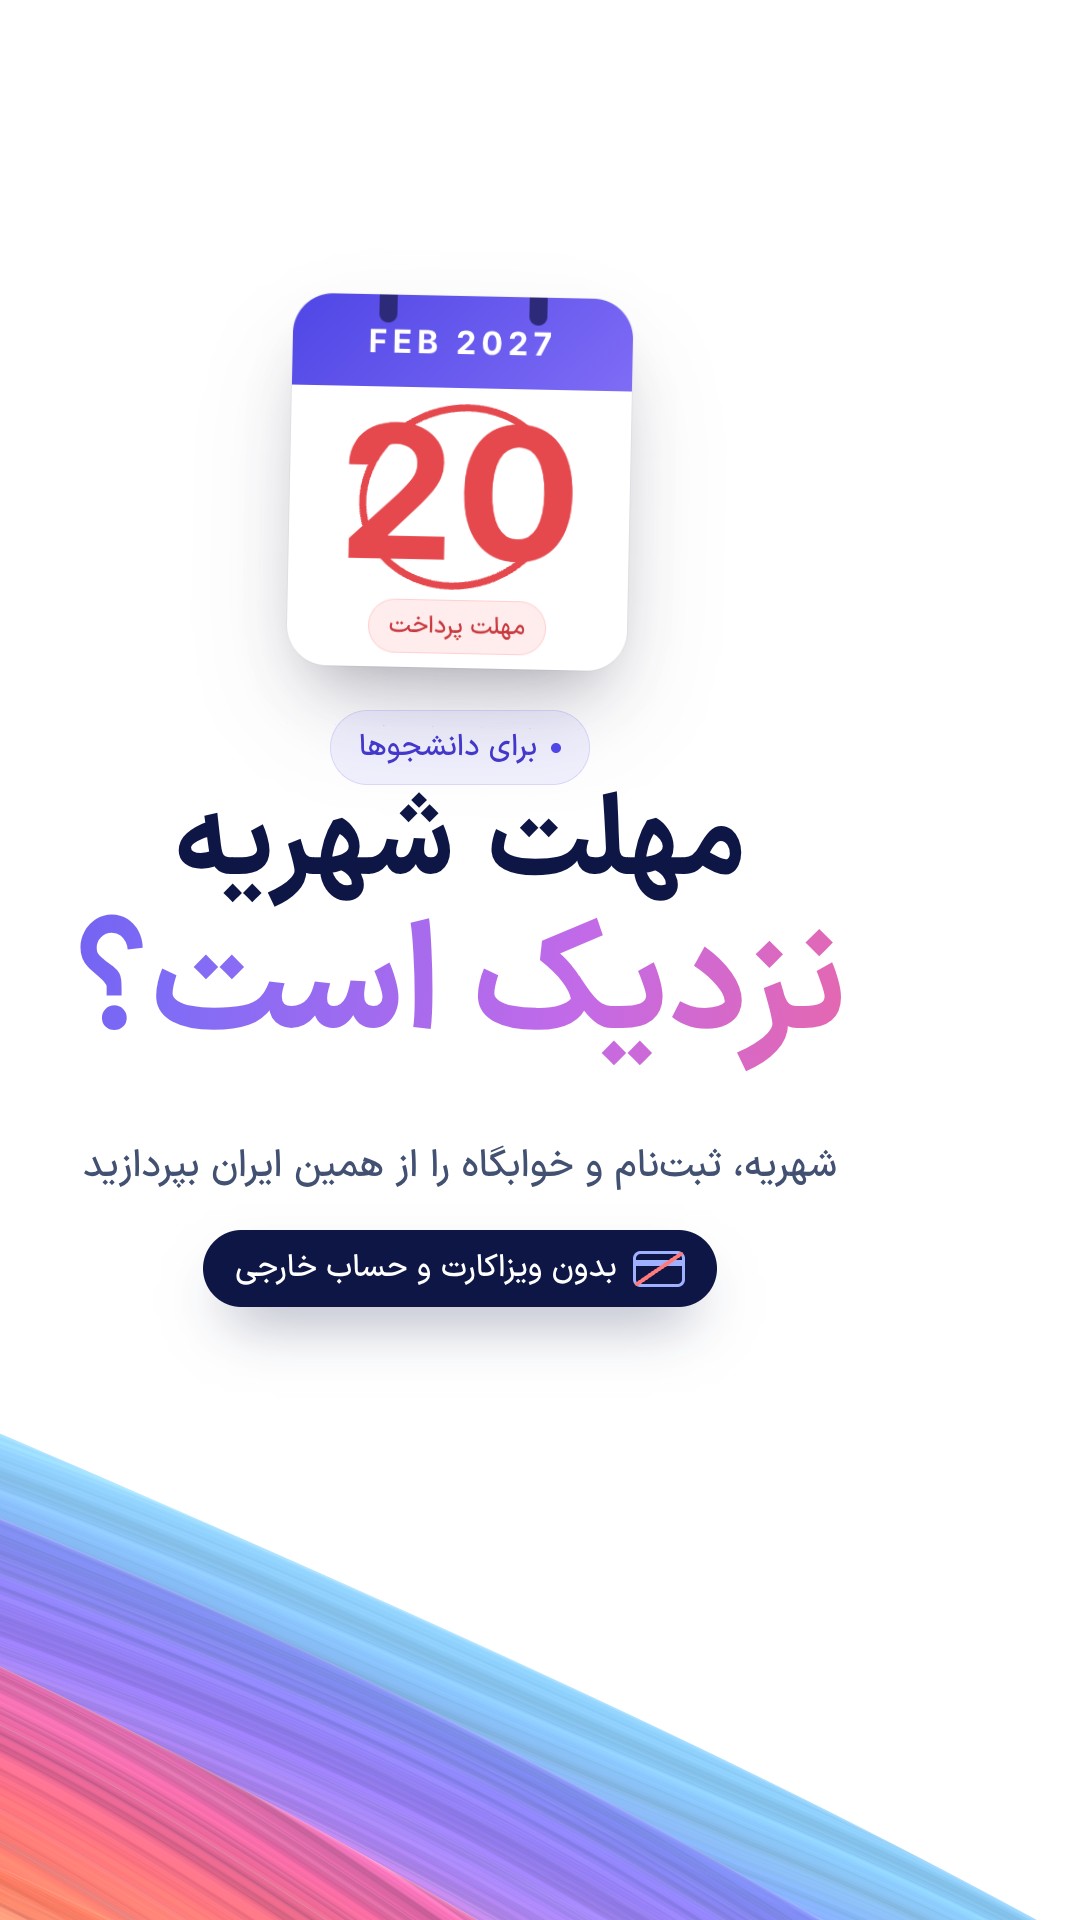 FEB 2027
20
مهلت پرداخت
• برای دانشجوها
مهلت شهریه
نزدیک است؟
شهریه، ثبت‌نام و خوابگاه را از همین ایران بپردازید
بدون ویزاکارت و حساب خارجی